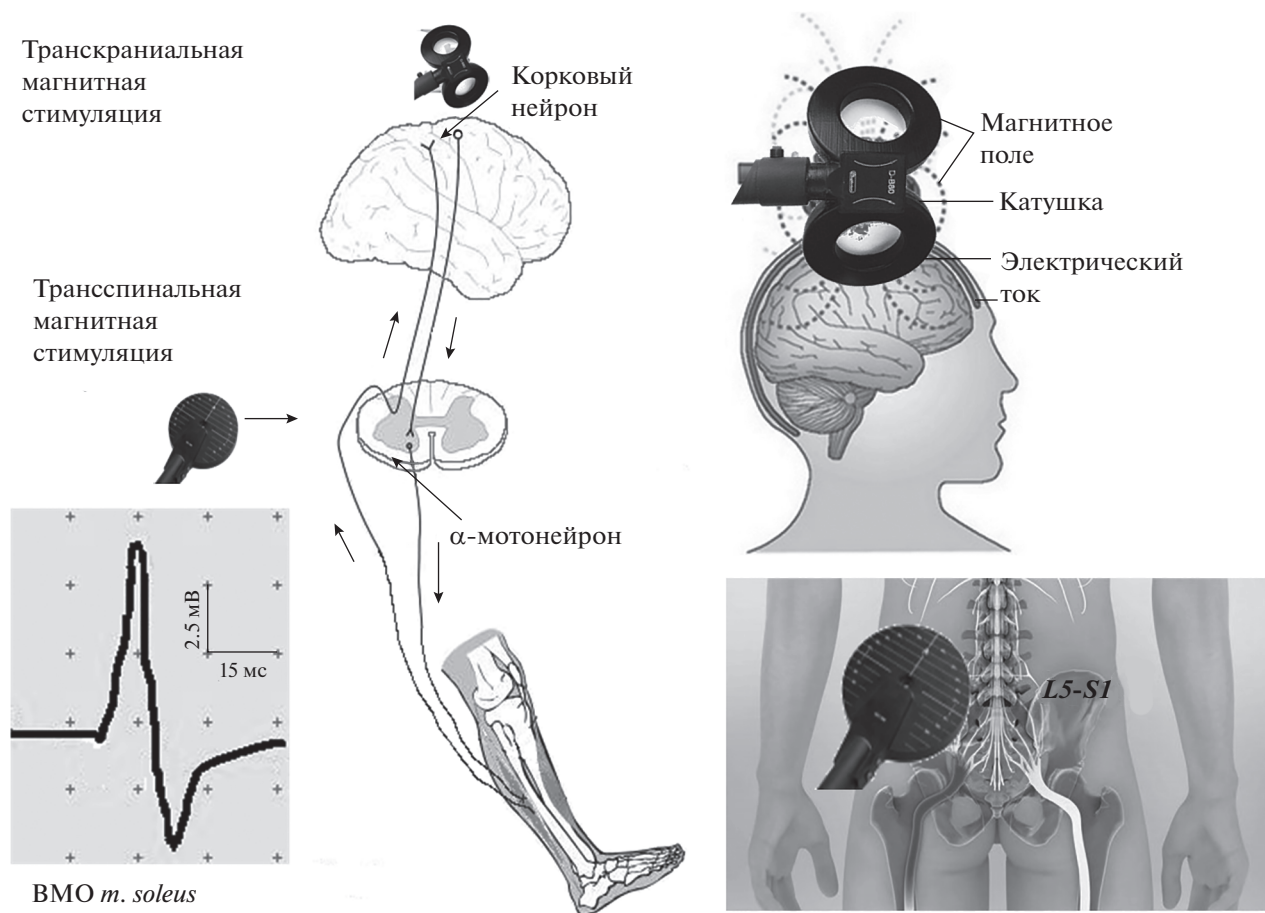 Транскраниальная
магнитная
стимуляция
Корковый
нейрон
Магнитное
поле
Катушка
Электрический
ток
D-B80
Трансспинальная
магнитная
стимуляция
α-мотонейрон
2.5 мВ
15 мс
ВМО m. soleus
L5-S1